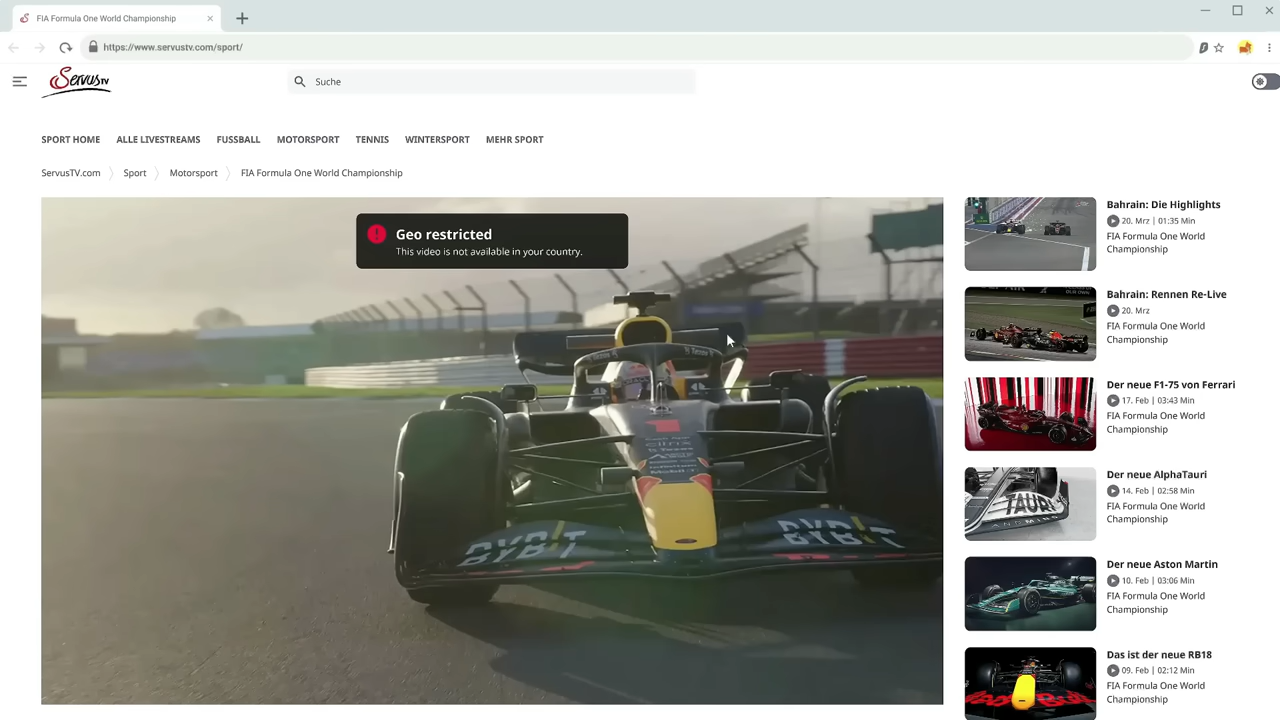 FIA Formula One World Championship
https://www.servustv.com/sport/
SERVUSTV
Suche
SPORT HOME ALLE LIVESTREAMS FUSSBALL MOTORSPORT TENNIS WINTERSPORT MEHR SPORT
ServusTV.com Sport Motorsport FIA Formula One World Championship
Geo restricted
This video is not available in your country.
1
citrix
Mobil 1
BYBIT BYBIT
Bahrain: Die Highlights
20. Mrz | 01:35 Min
FIA Formula One World
Championship
Bahrain: Rennen Re-Live
20. Mrz
FIA Formula One World
Championship
Der neue F1-75 von Ferrari
17. Feb | 03:43 Min
FIA Formula One World
Championship
TAURI
Der neue AlphaTauri
14. Feb | 02:58 Min
FIA Formula One World
Championship
Der neue Aston Martin
10. Feb | 03:06 Min
FIA Formula One World
Championship
Das ist der neue RB18
09. Feb | 02:12 Min
FIA Formula One World
Championship